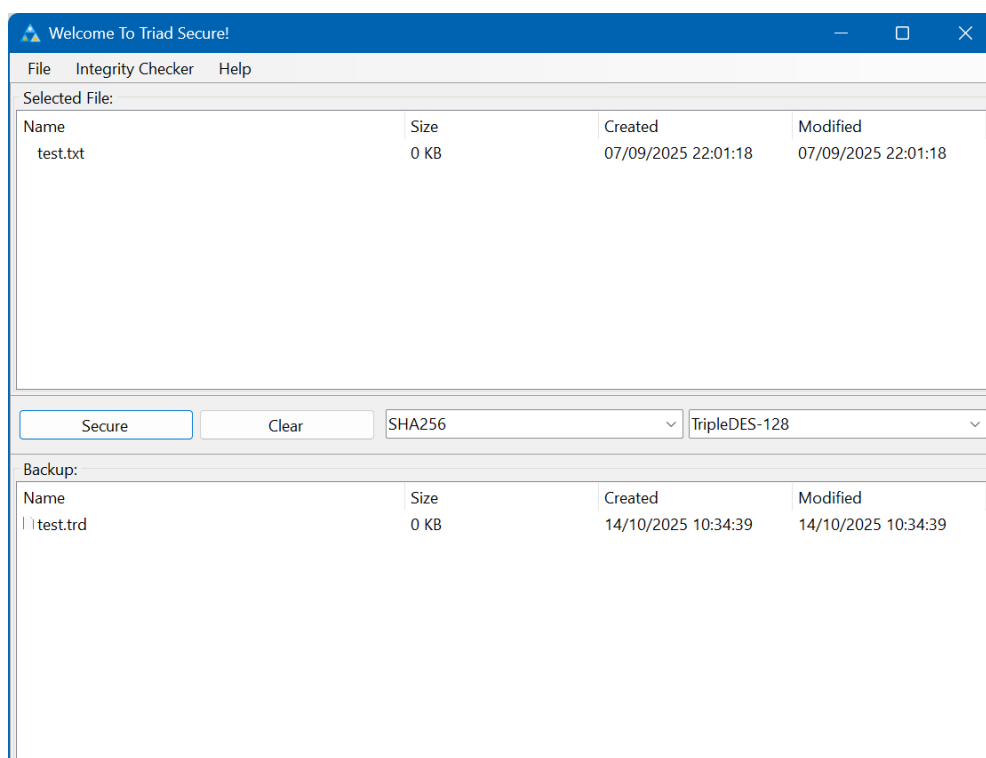 Welcome To Triad Secure!
File Integrity Checker Help
Selected File:
Name Size Created Modified
test.txt 0 KB 07/09/2025 22:01:18 07/09/2025 22:01:18
Secure Clear SHA256 TripleDES-128
Backup:
Name Size Created Modified
test.trd 0 KB 14/10/2025 10:34:39 14/10/2025 10:34:39